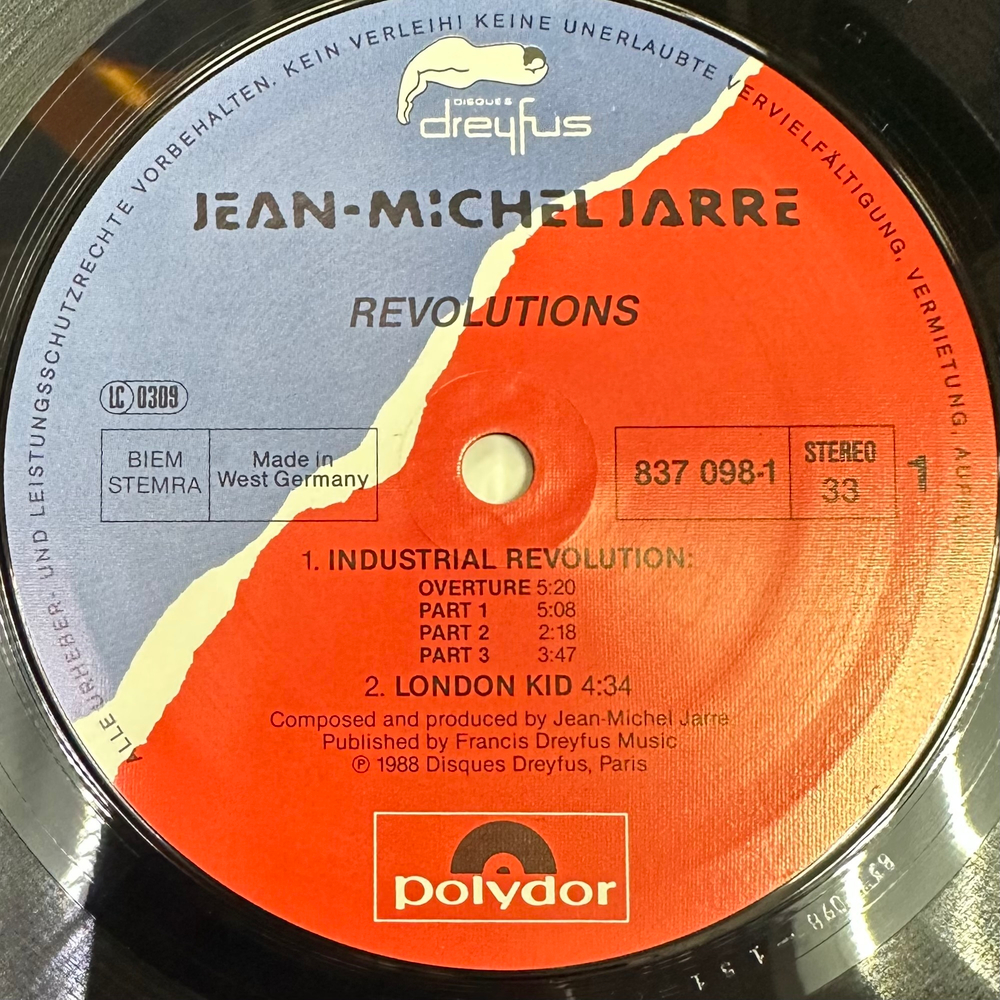 ALLE URHEBER- UND LEISTUNGSSCHUTZRECHTE VORBEHALTEN. KEIN VERLEIH! KEINE UNERLAUBTE VERVIELFÄLTIGUNG, VERMIETUNG,
DISQUES
dreyfus
JEAN-MICHEL JARRE
REVOLUTIONS
LC 0309
BIEM
STEMRA
Made in
West Germany
837 098-1
STEREO
33
1
1. INDUSTRIAL REVOLUTION:
OVERTURE 5:20
PART 1 5:08
PART 2 2:18
PART 3 3:47
2. LONDON KID 4:34
Composed and produced by Jean-Michel Jarre
Published by Francis Dreyfus Music
℗ 1988 Disques Dreyfus, Paris
polydor